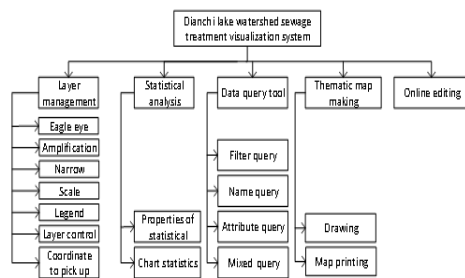 Dianchi lake watershed sewage
treatment visualization system
Layer
management
Statistical
analysis
Data query tool
Thematic map
making
Online editing
Eagle eye
Amplification
Narrow
Scale
Legend
Layer control
Coordinate
to pick up
Properties of
statistical
Chart statistics
Filter query
Name query
Attribute query
Mixed query
Drawing
Map printing